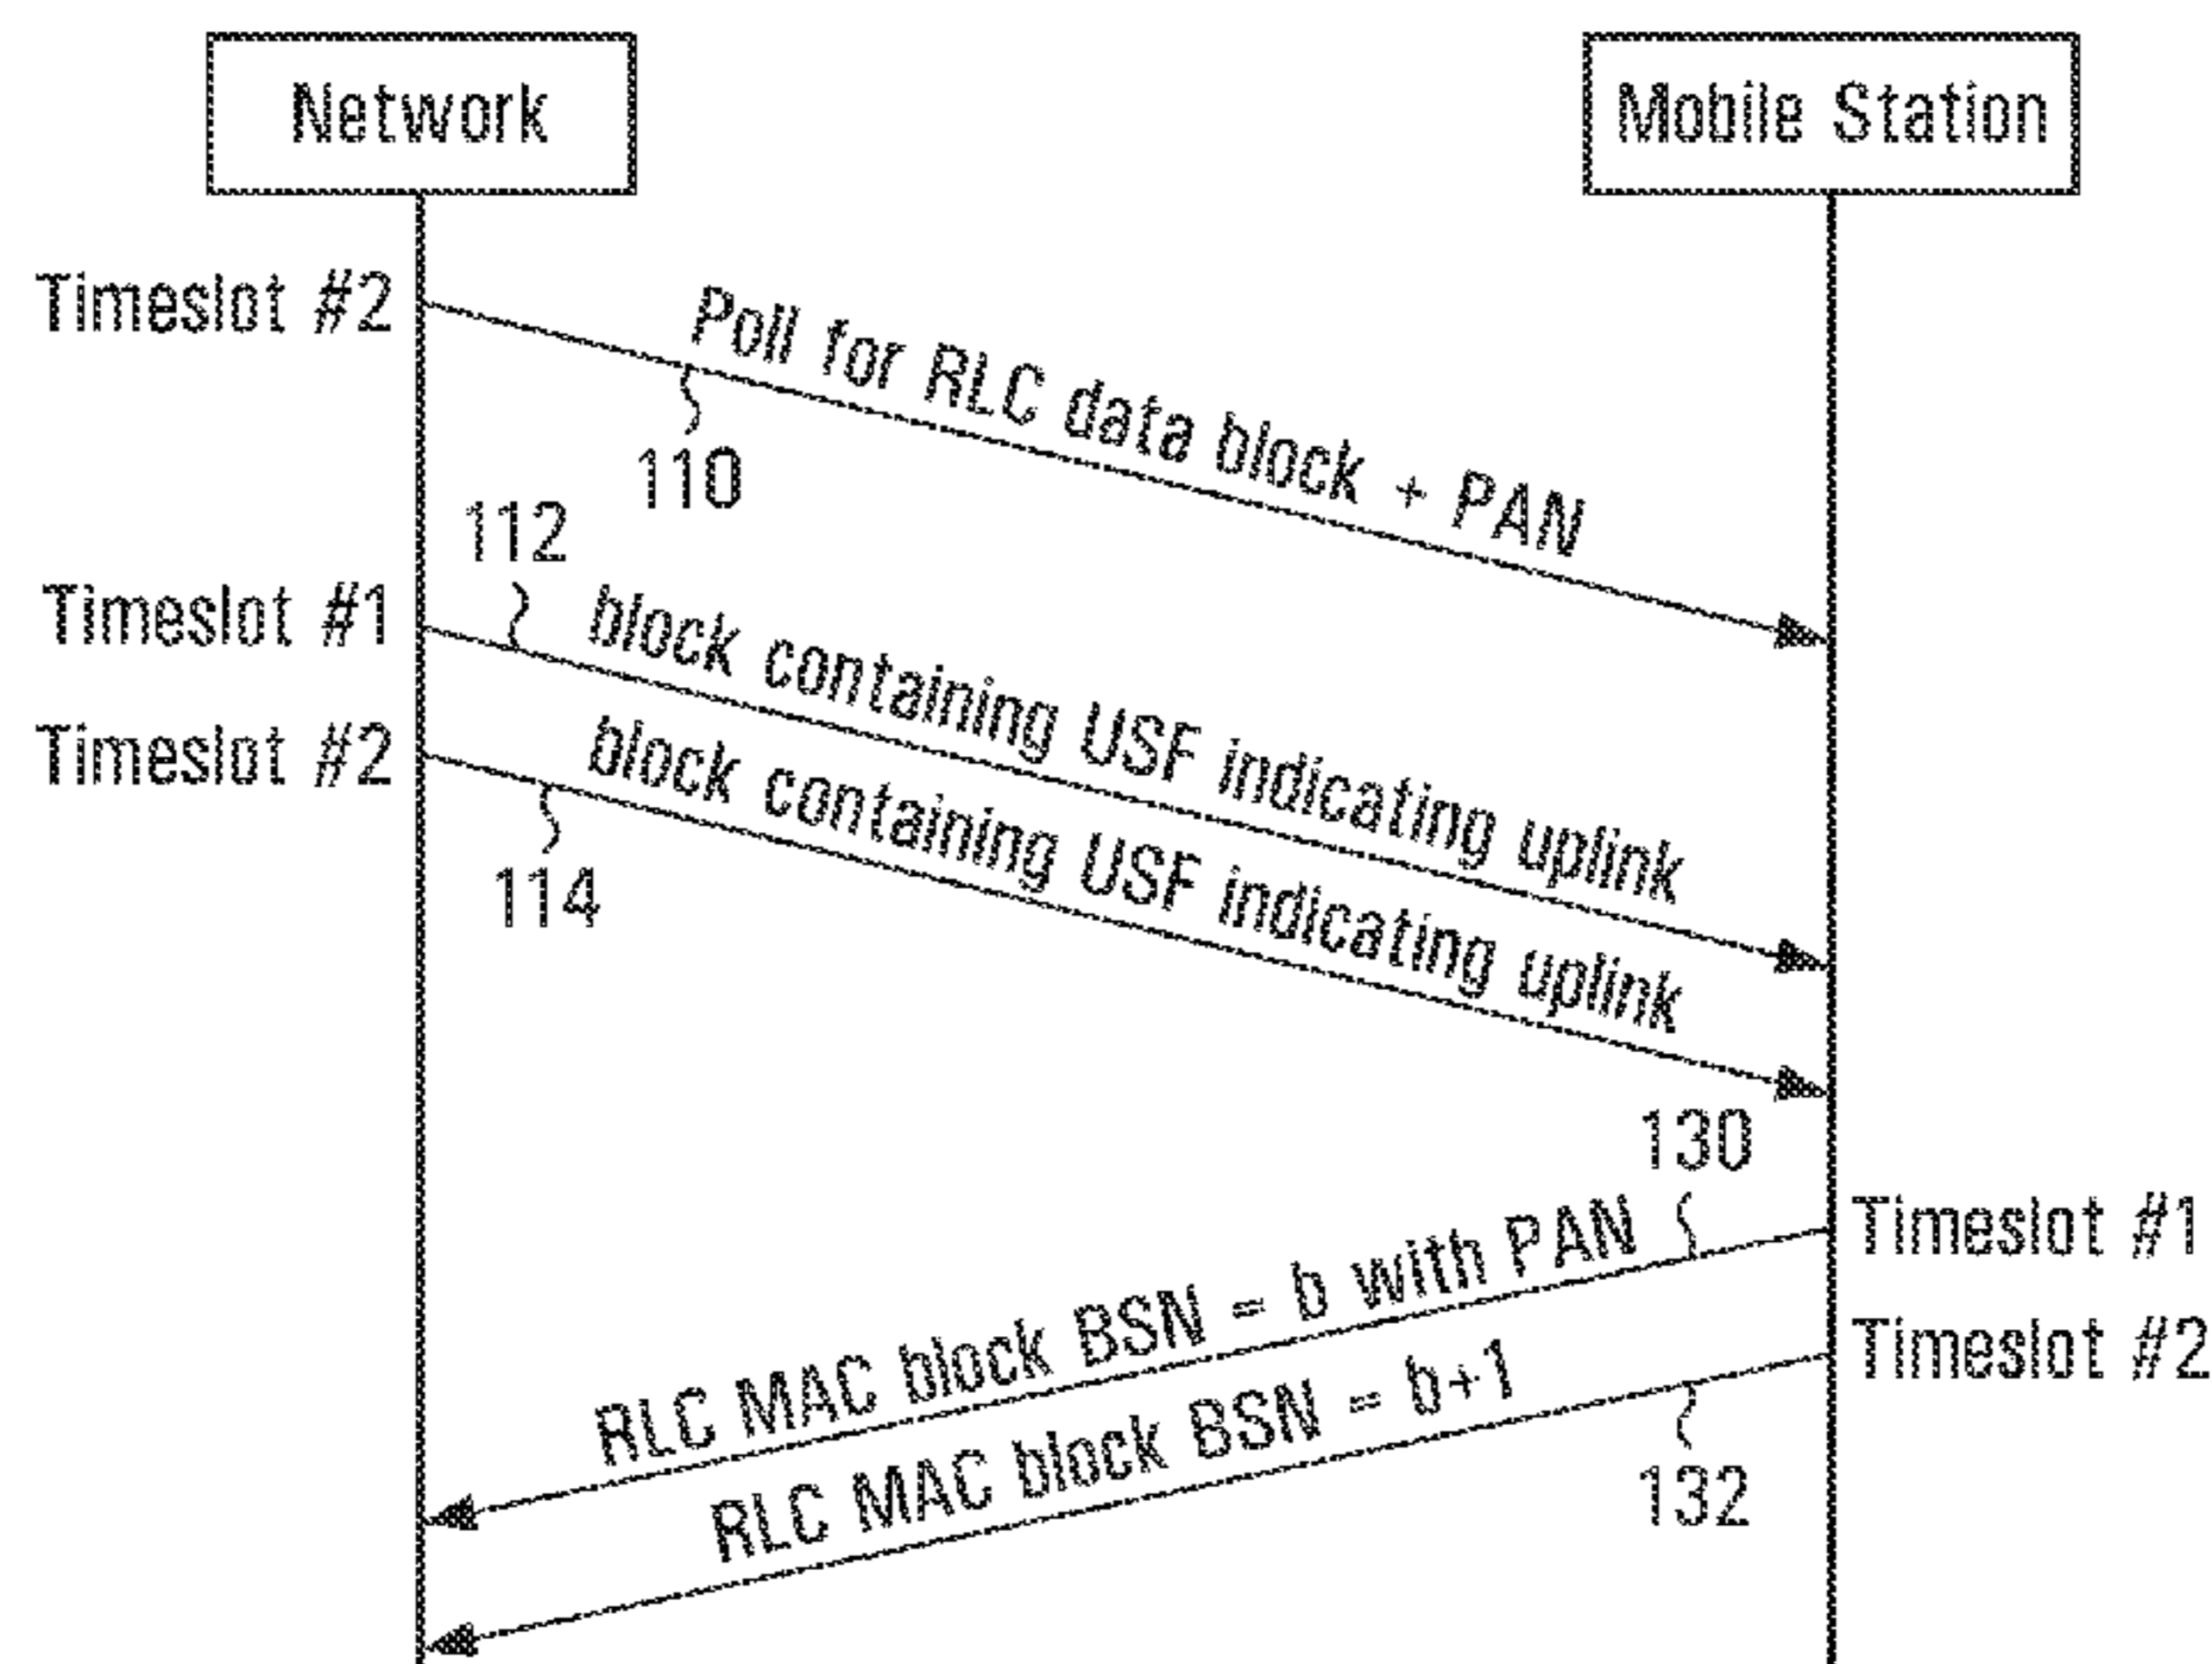 Network
Mobile Station
Timeslot #2
Poll for RLC data block + PAN
110
112
Timeslot #1
block containing USF indicating uplink
Timeslot #2
block containing USF indicating uplink
114
130
Timeslot #1
RLC MAC block BSN = b with PAN
Timeslot #2
RLC MAC block BSN = b+1
132